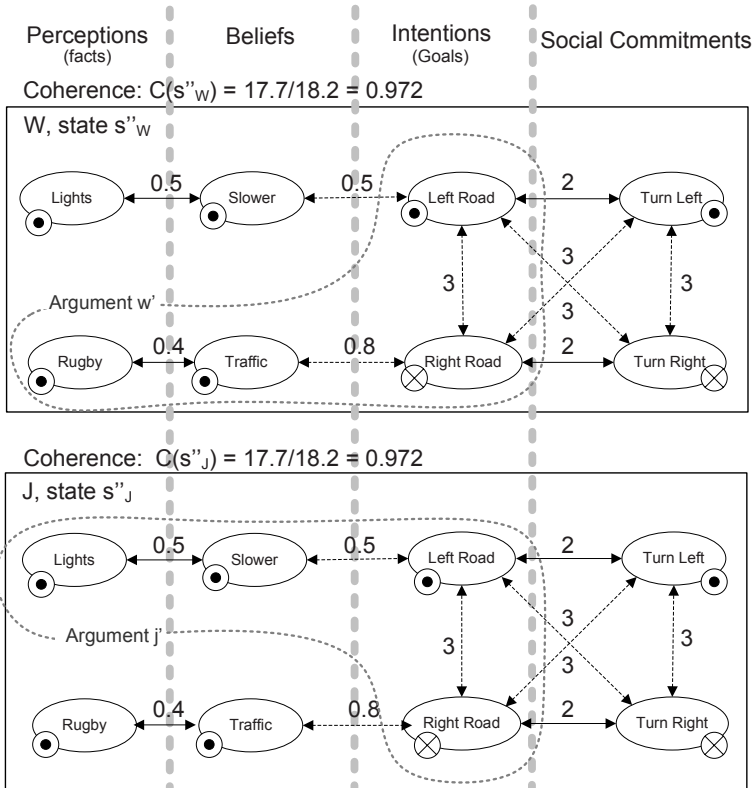 Perceptions (facts) Beliefs Intentions (Goals) Social Commitments
Coherence: C(s''W) = 17.7/18.2 = 0.972
W, state s''W
Lights 0.5 Slower 0.5 Left Road 2 Turn Left
3 3 3 3
Argument w'
Rugby 0.4 Traffic 0.8 Right Road 2 Turn Right
Coherence: C(s''J) = 17.7/18.2 = 0.972
J, state s''J
Lights 0.5 Slower 0.5 Left Road 2 Turn Left
3 3 3 3
Argument j'
Rugby 0.4 Traffic 0.8 Right Road 2 Turn Right